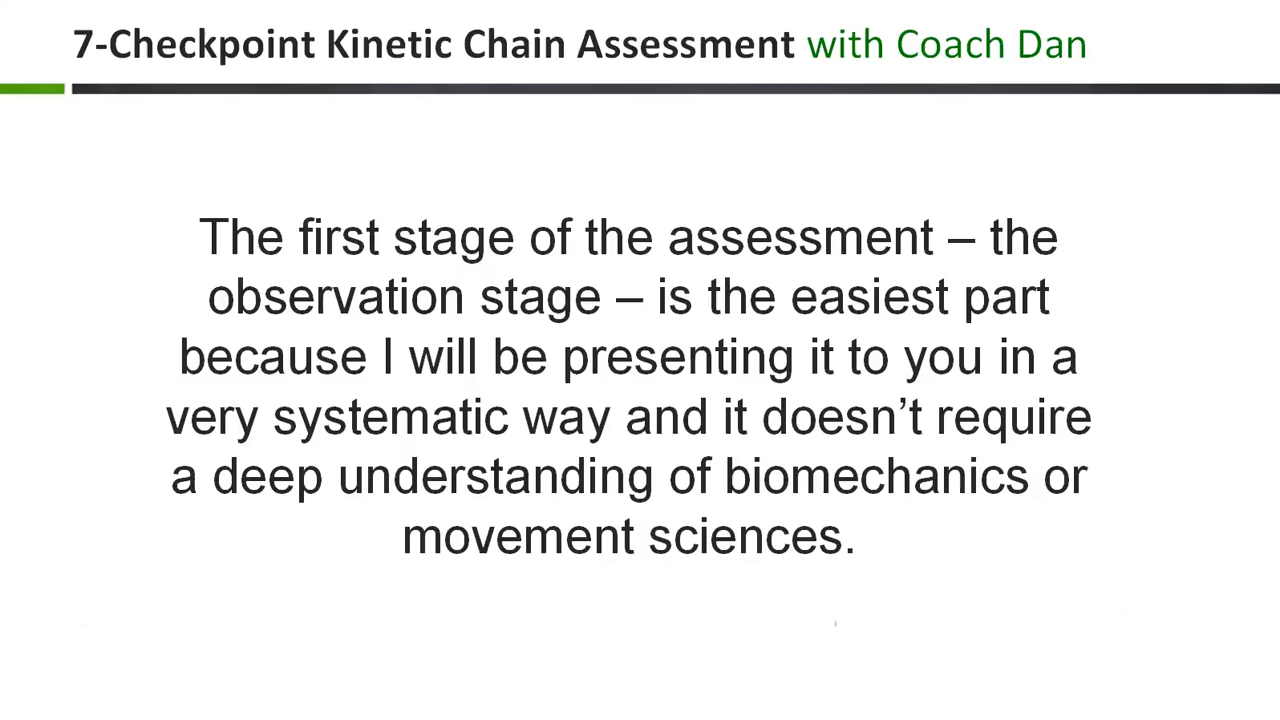 7-Checkpoint Kinetic Chain Assessment with Coach Dan
The first stage of the assessment – the
observation stage – is the easiest part
because I will be presenting it to you in a
very systematic way and it doesn’t require
a deep understanding of biomechanics or
movement sciences.